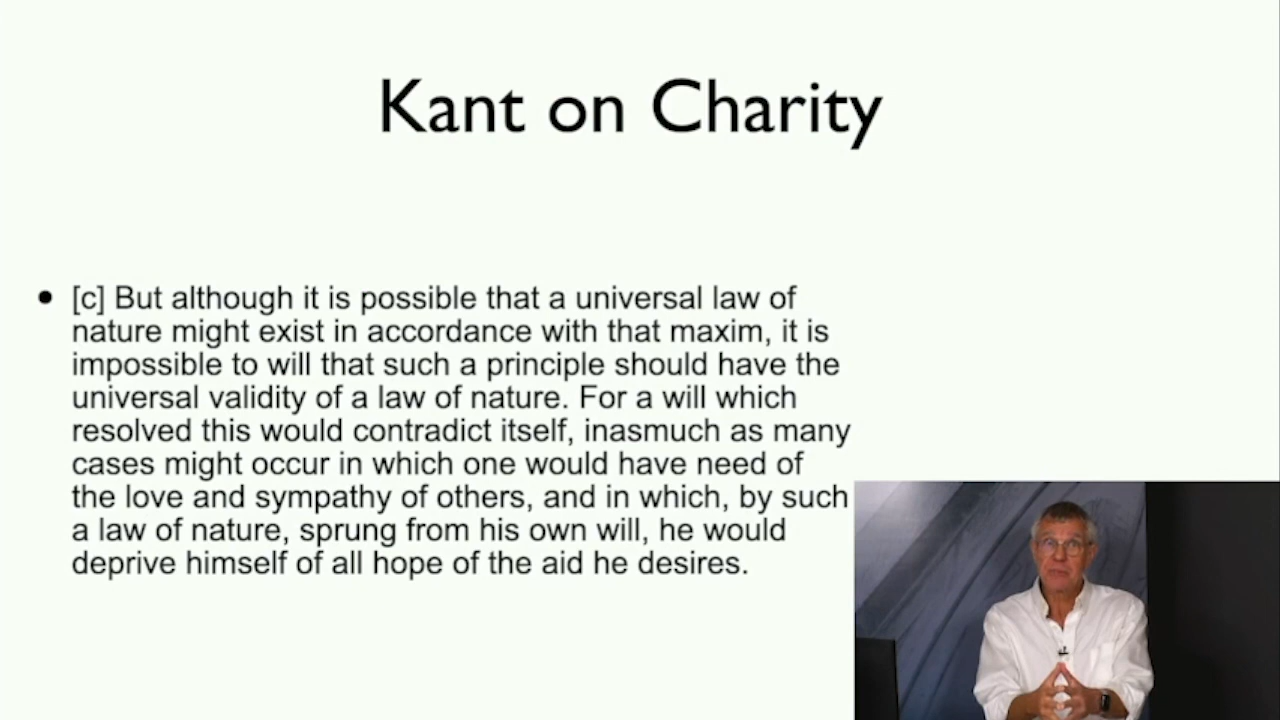 Kant on Charity
• [c] But although it is possible that a universal law of
nature might exist in accordance with that maxim, it is
impossible to will that such a principle should have the
universal validity of a law of nature. For a will which
resolved this would contradict itself, inasmuch as many
cases might occur in which one would have need of
the love and sympathy of others, and in which, by such
a law of nature, sprung from his own will, he would
deprive himself of all hope of the aid he desires.